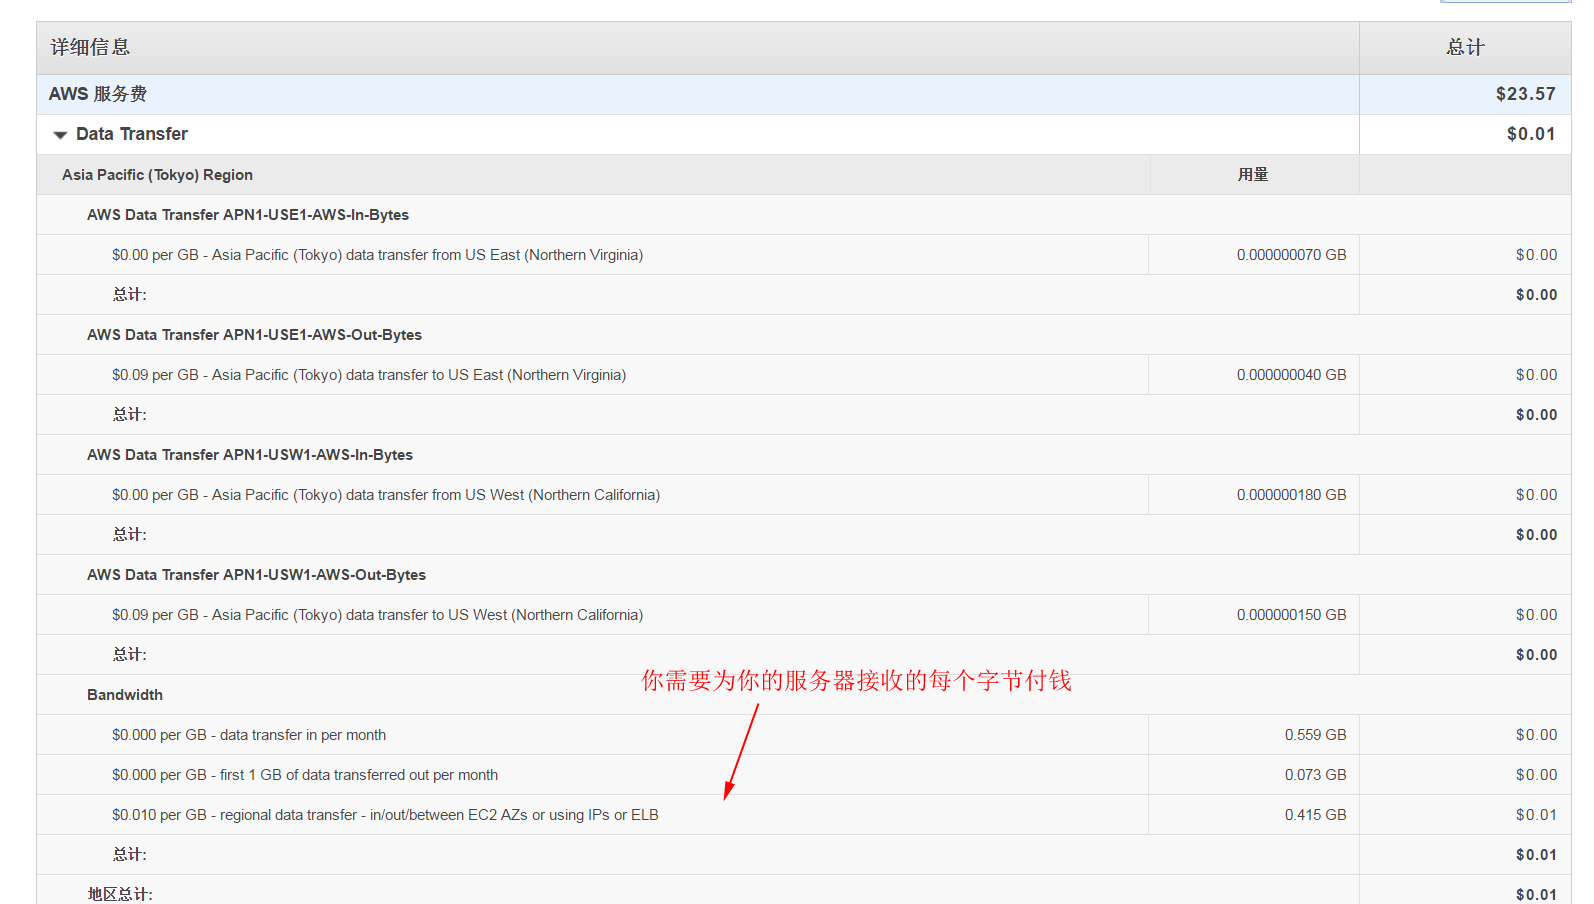 详细信息 总计
AWS 服务费 $23.57
Data Transfer $0.01
Asia Pacific (Tokyo) Region 用量
AWS Data Transfer APN1-USE1-AWS-In-Bytes
$0.00 per GB - Asia Pacific (Tokyo) data transfer from US East (Northern Virginia) 0.000000070 GB $0.00
总计: $0.00
AWS Data Transfer APN1-USE1-AWS-Out-Bytes
$0.09 per GB - Asia Pacific (Tokyo) data transfer to US East (Northern Virginia) 0.000000040 GB $0.00
总计: $0.00
AWS Data Transfer APN1-USW1-AWS-In-Bytes
$0.00 per GB - Asia Pacific (Tokyo) data transfer from US West (Northern California) 0.000000180 GB $0.00
总计: $0.00
AWS Data Transfer APN1-USW1-AWS-Out-Bytes
$0.09 per GB - Asia Pacific (Tokyo) data transfer to US West (Northern California) 0.000000150 GB $0.00
总计: $0.00
你需要为你的服务器接收的每个字节付钱
Bandwidth
$0.000 per GB - data transfer in per month 0.559 GB $0.00
$0.000 per GB - first 1 GB of data transferred out per month 0.073 GB $0.00
$0.010 per GB - regional data transfer - in/out/between EC2 AZs or using IPs or ELB 0.415 GB $0.01
总计: $0.01
地区总计: $0.01